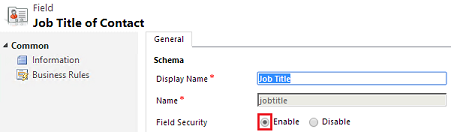 Field
Job Title of Contact
Common
Information
Business Rules
General
Schema
Display Name *
Job Title
Name *
jobtitle
Field Security
Enable
Disable